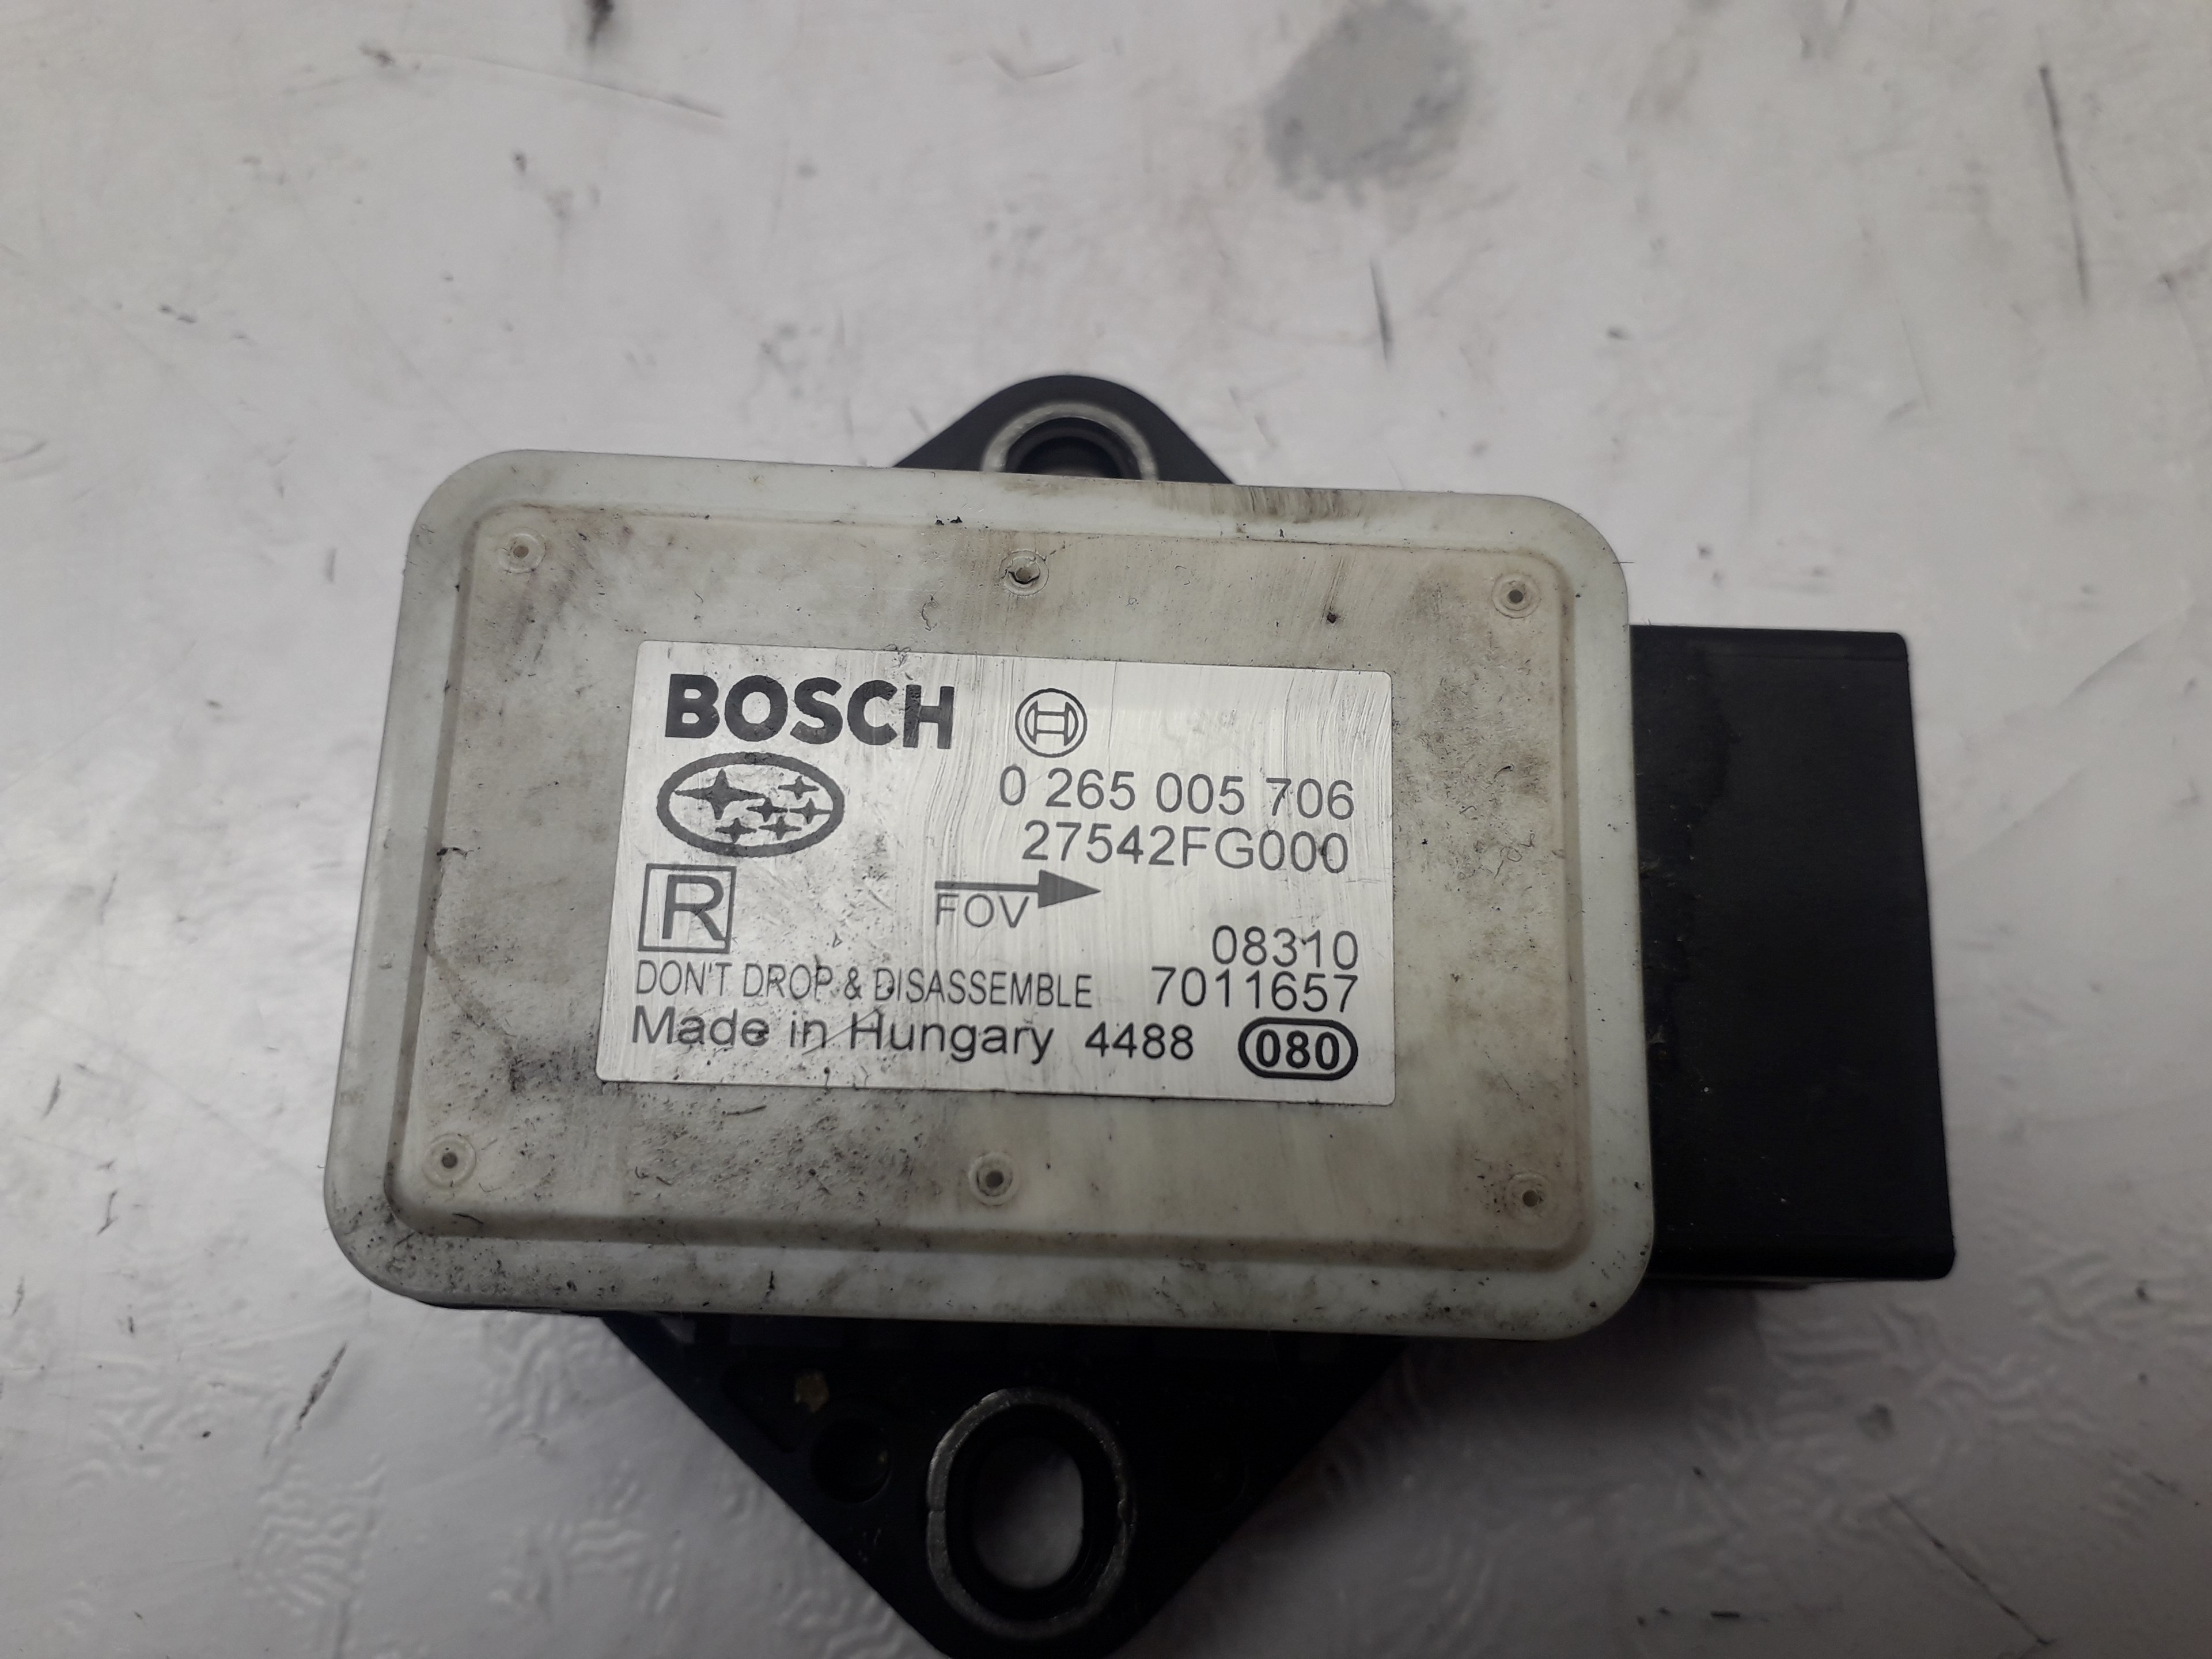 BOSCH
0 265 005 706
27542FG000
R
FOV
08310
DON'T DROP & DISASSEMBLE 7011657
Made in Hungary 4488 080